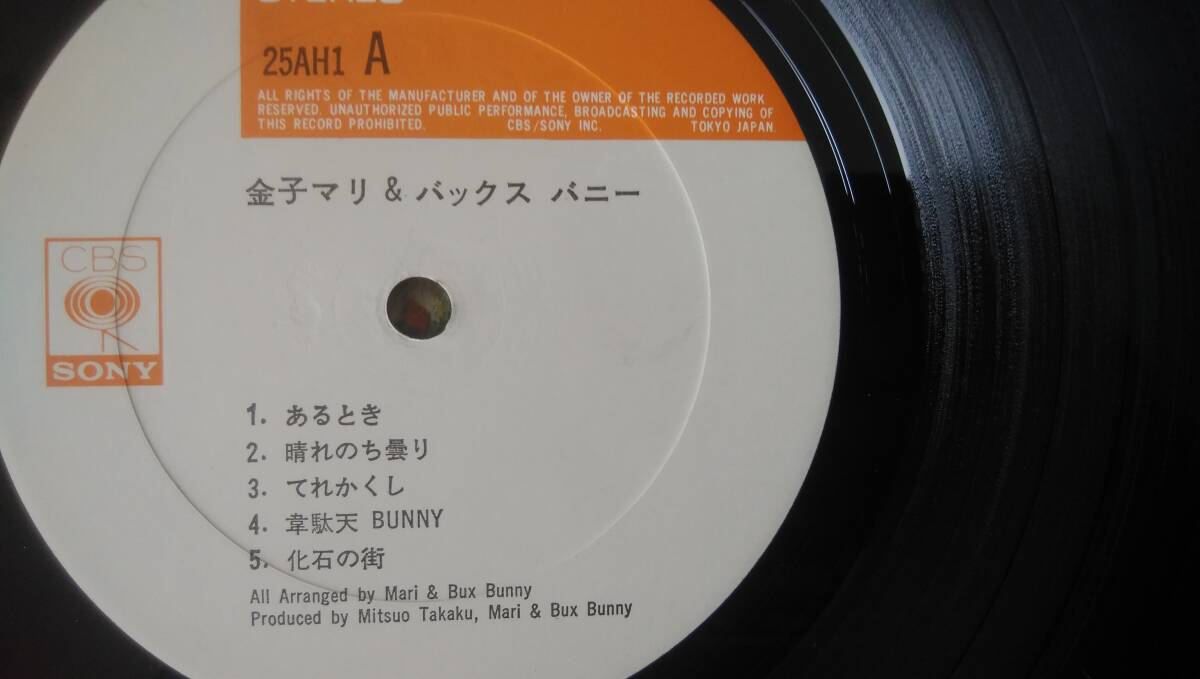 STEREO
25AH1 A
ALL RIGHTS OF THE MANUFACTURER AND OF THE OWNER OF THE RECORDED WORK
RESERVED. UNAUTHORIZED PUBLIC PERFORMANCE, BROADCASTING AND COPYING OF
THIS RECORD PROHIBITED. CBS/SONY INC. TOKYO JAPAN.
金子マリ & バックス バニー
CBS
SONY
1. あるとき
2. 晴れのち曇り
3. てれかくし
4. 韋駄天 BUNNY
5. 化石の街
All Arranged by Mari & Bux Bunny
Produced by Mitsuo Takaku, Mari & Bux Bunny